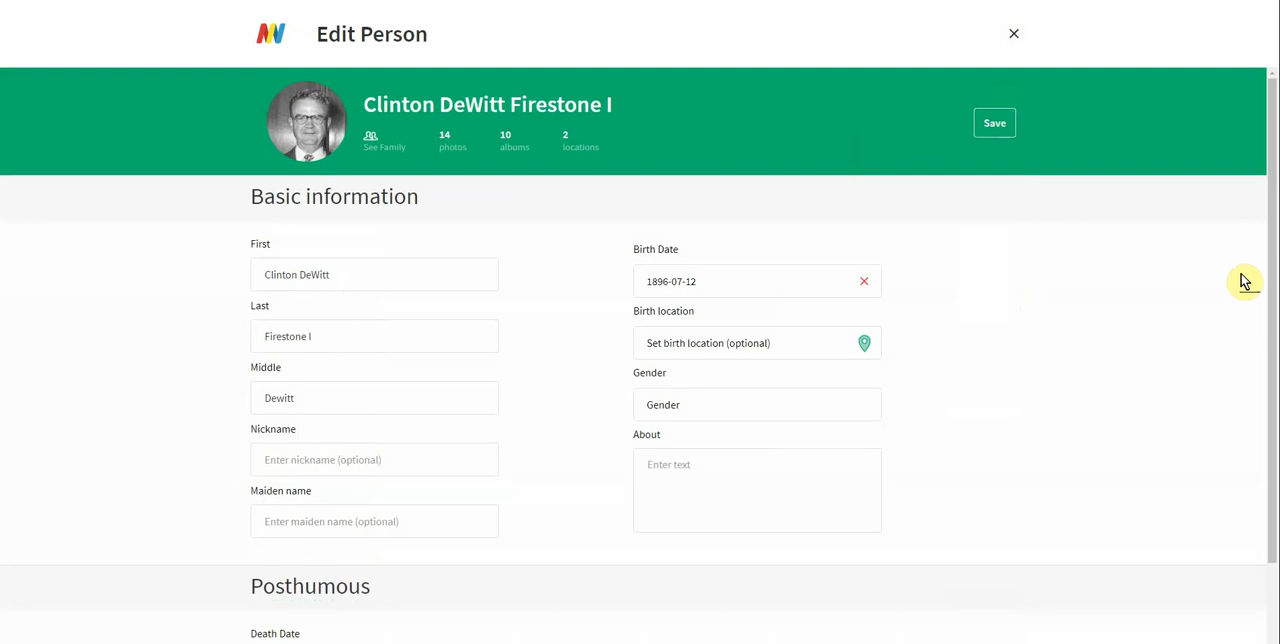 Edit Person
Clinton DeWitt Firestone I
See Family
14
photos
10
albums
2
locations
Save
Basic information
First
Clinton DeWitt
Last
Firestone I
Middle
Dewitt
Nickname
Enter nickname (optional)
Maiden name
Enter maiden name (optional)
Birth Date
1896-07-12
Birth location
Set birth location (optional)
Gender
Gender
About
Enter text
Posthumous
Death Date